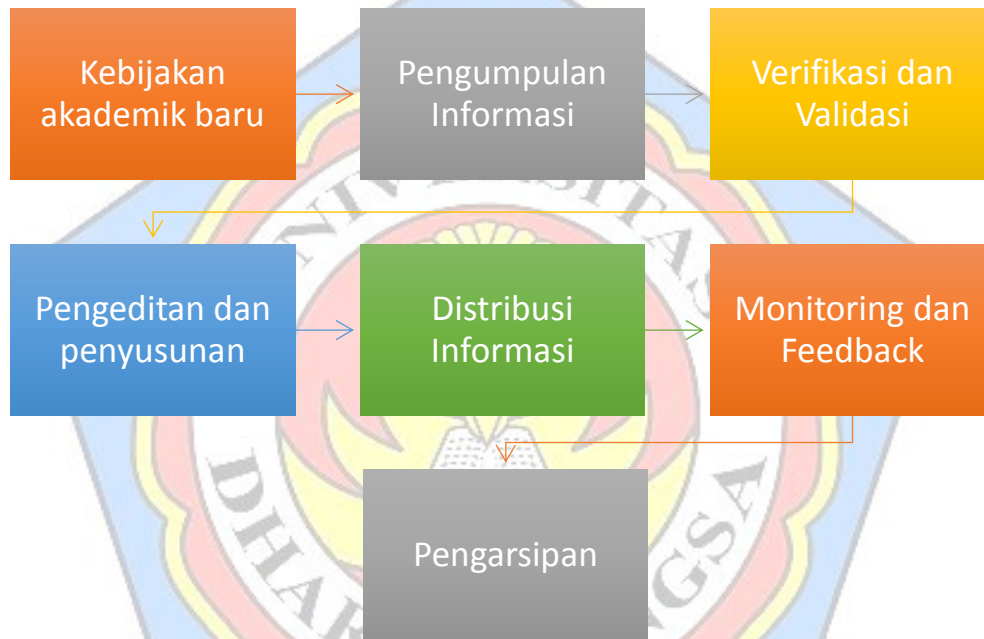 Kebijakan
akademik baru
Pengumpulan
Informasi
Verifikasi dan
Validasi
Pengeditan dan
penyusunan
Distribusi
Informasi
Monitoring dan
Feedback
Pengarsipan